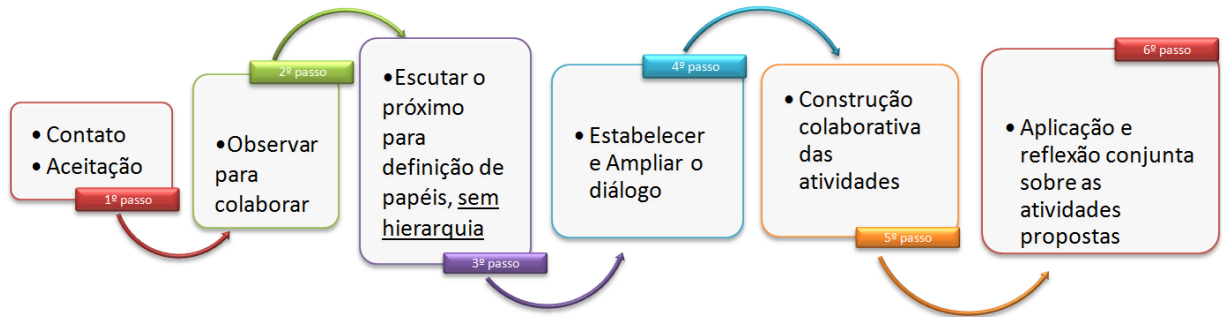 • Contato
• Aceitação
1º passo
2º passo
•Observar
para
colaborar
•Escutar o
próximo
para
definição de
papéis, sem
hierarquia
3º passo
4º passo
• Estabelecer
e Ampliar o
diálogo
• Construção
colaborativa
das
atividades
5º passo
6º passo
• Aplicação e
reflexão conjunta
sobre as
atividades
propostas